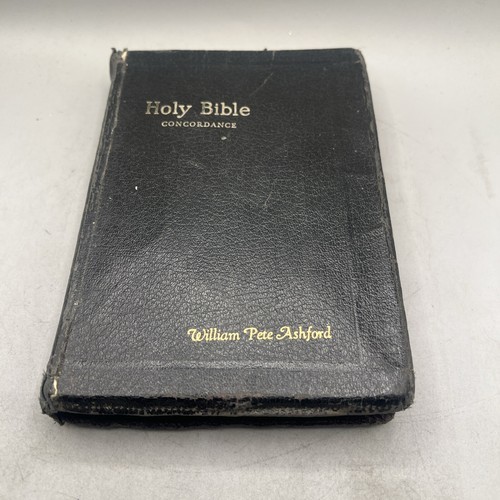 Holy Bible
CONCORDANCE
William Pete Ashford